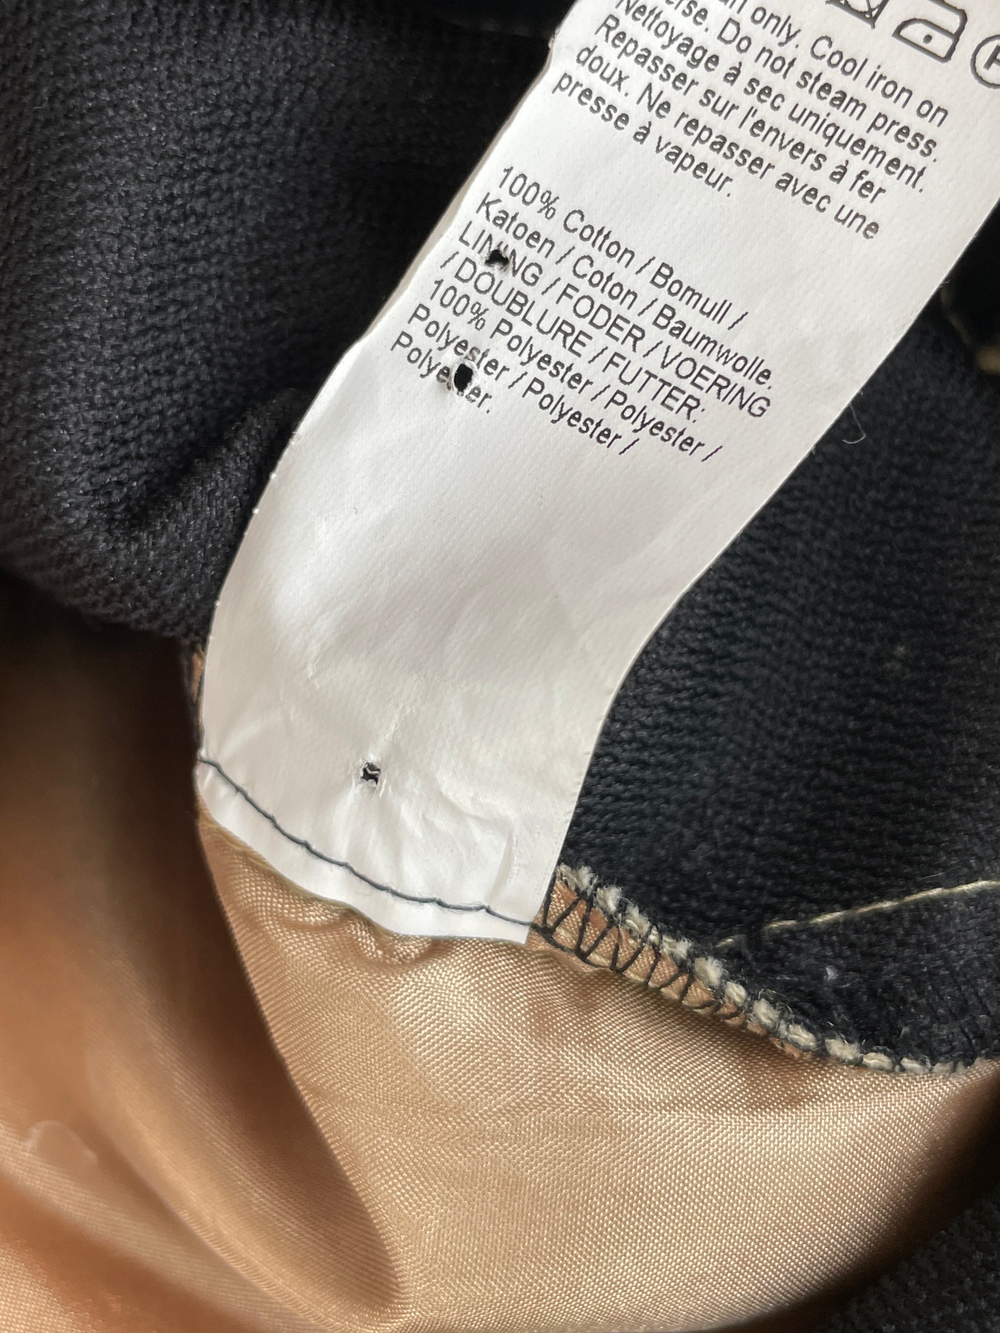 only. Cool iron on
Do not steam press.
Nettoyage à sec uniquement.
Repasser sur l'envers à fer
doux. Ne repasser avec une
presse à vapeur.
100% Cotton / Bomull /
Katoen / Coton / Baumwolle.
LINING / FODER / VOERING
/ DOUBLURE / FUTTER:
100% Polyester / Polyester /
Polyester / Polyester /
Polyester.